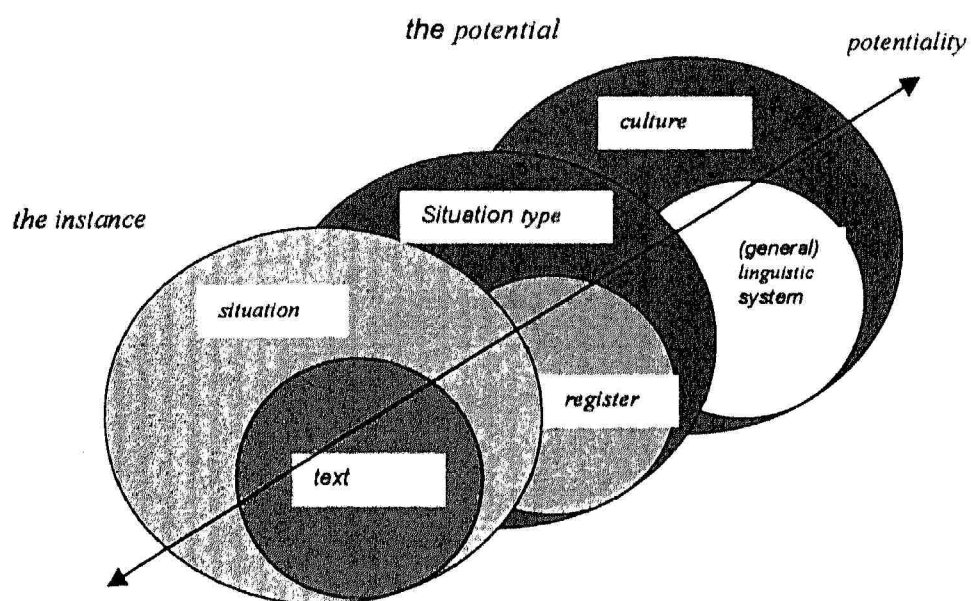 the potential
potentiality
culture
the instance
Situation type
(general)
linguistic
system
situation
register
text